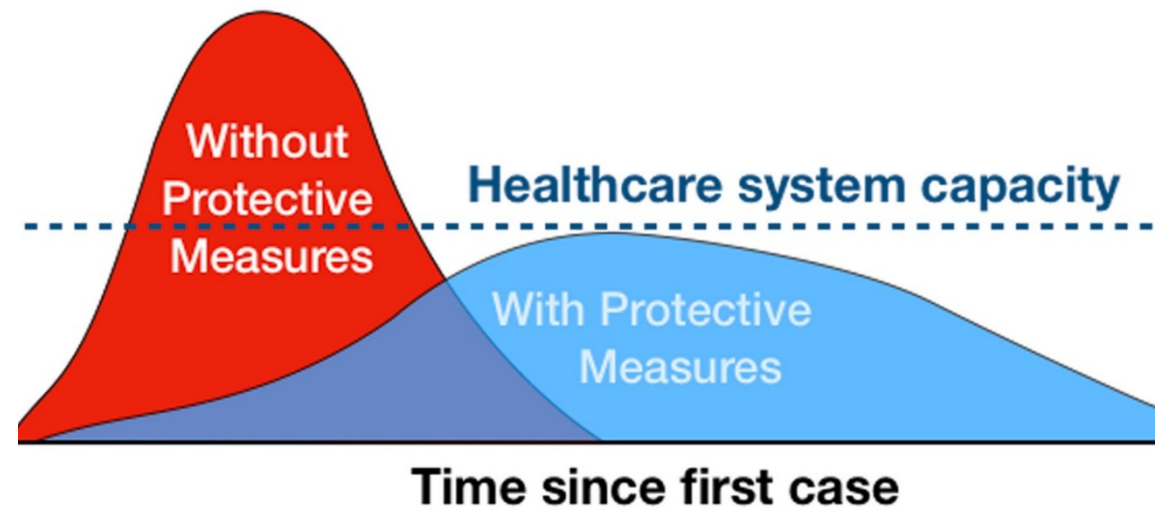 Without
Protective
Measures
Healthcare system capacity
With Protective
Measures
Time since first case